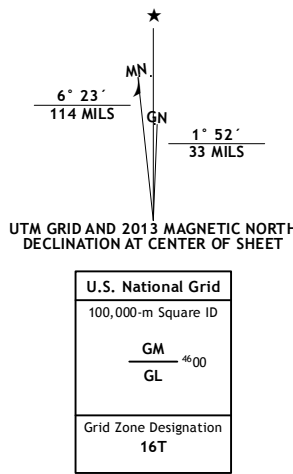 ★
MN
GN
6° 23´
114 MILS
1° 52´
33 MILS
UTM GRID AND 2013 MAGNETIC NORTH
DECLINATION AT CENTER OF SHEET
U.S. National Grid
100,000-m Square ID
GM
4600
GL
Grid Zone Designation
16T